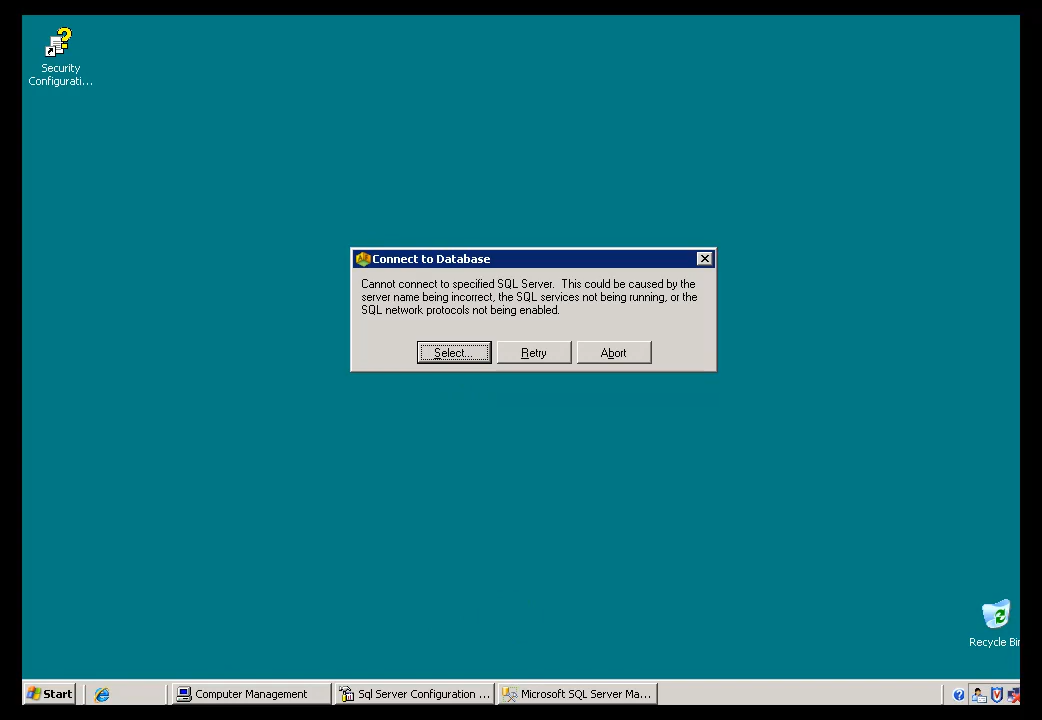 Security
Configurati...
Connect to Database
Cannot connect to specified SQL Server. This could be caused by the
server name being incorrect, the SQL services not being running, or the
SQL network protocols not being enabled.
Select...
Retry
Abort
Recycle Bin
Start
Computer Management
Sql Server Configuration ...
Microsoft SQL Server Ma...